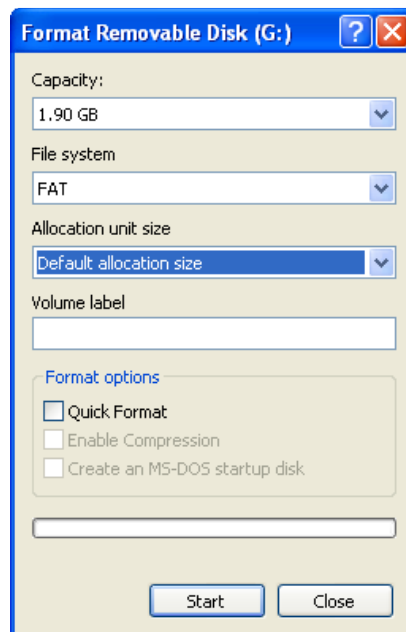 Format Removable Disk (G:)
Capacity:
1.90 GB
File system
FAT
Allocation unit size
Default allocation size
Volume label
Format options
Quick Format
Enable Compression
Create an MS-DOS startup disk
Start Close